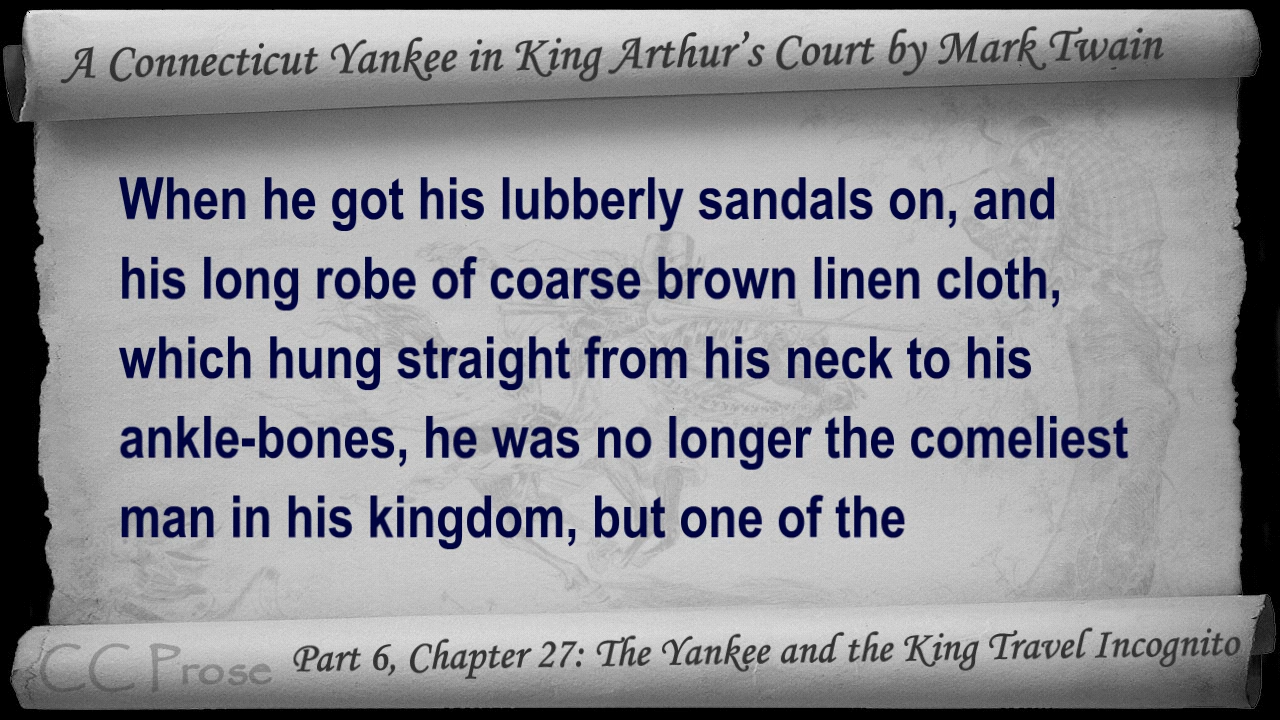 A Connecticut Yankee in King Arthur's Court by Mark Twain
When he got his lubberly sandals on, and
his long robe of coarse brown linen cloth,
which hung straight from his neck to his
ankle-bones, he was no longer the comeliest
man in his kingdom, but one of the
CC Prose
Part 6, Chapter 27: The Yankee and the King Travel Incognito